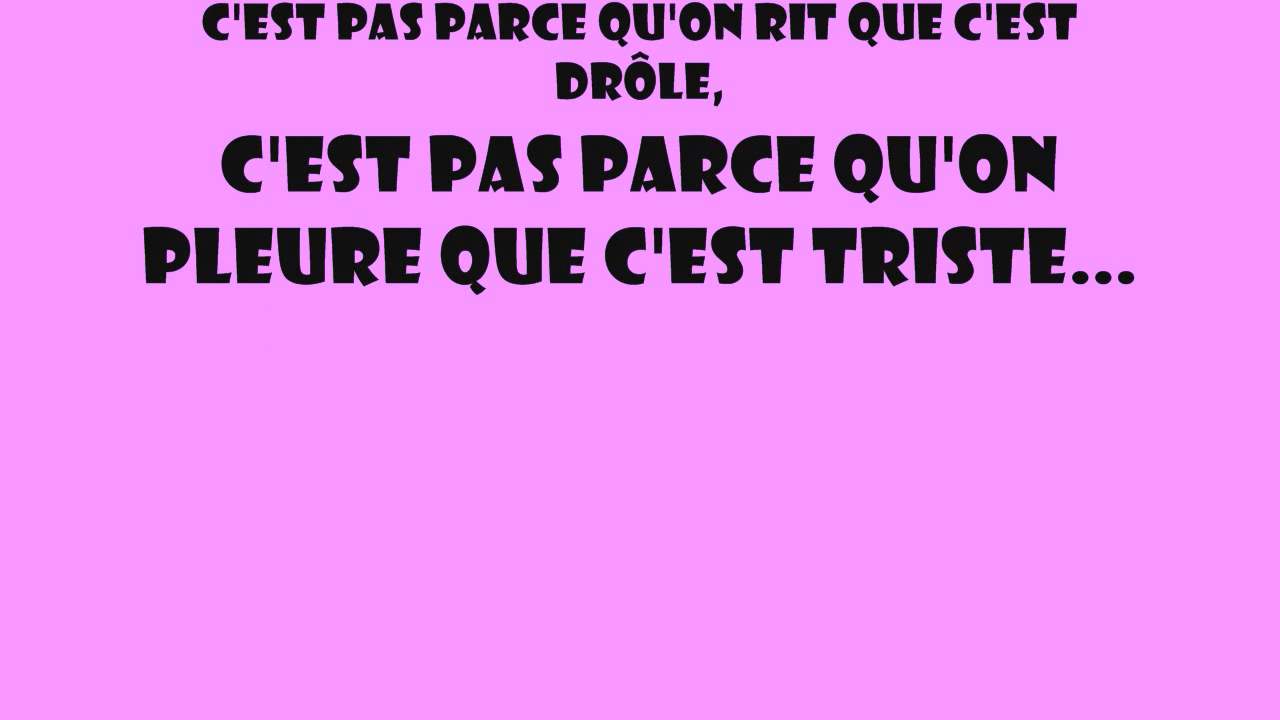 C'EST PAS PARCE QU'ON RIT QUE C'EST
DRÔLE,
C'EST PAS PARCE QU'ON
PLEURE QUE C'EST TRISTE...